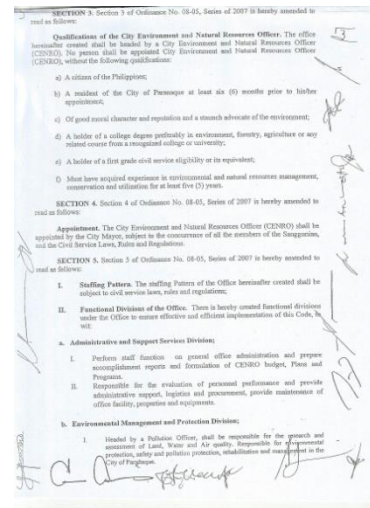 SECTION 3. Section 3 of Ordinance No. 08-05, Series of 2007 is hereby amended to
read as follows:
Qualifications of the City Environment and Natural Resources Officer. The office
hereinafter created shall be headed by a City Environment and Natural Resources Officer
(CENRO). No person shall be appointed City Environment and Natural Resources Officer
(CENRO), without the following qualifications:
a) A citizen of the Philippines;
b) A resident of the City of Paranaque at least six (6) months prior to his/her
appointment;
c) Of good moral character and reputation and a staunch advocate of the environment;
d) A holder of a college degree preferably in environment, forestry, agriculture or any
related course from a recognized college or university;
e) A holder of a first grade civil service eligibility or its equivalent;
f) Must have acquired experience in environmental and natural resources management,
conservation and utilization for at least five (5) years.
SECTION 4. Section 4 of Ordinance No. 08-05, Series of 2007 is hereby amended to
read as follows:
Appointment. The City Environment and Natural Resources Officer (CENRO) shall be
appointed by the City Mayor, subject to the concurrence of all the members of the Sanggunian,
and the Civil Service Laws, Rules and Regulations.
SECTION 5. Section 5 of Ordinance No. 08-05, Series of 2007 is hereby amended to
read as follows:
I. Staffing Pattern. The staffing Pattern of the Office hereinafter created shall be
subject to civil service laws, rules and regulations;
II. Functional Divisions of the Office. There is hereby created functional divisions
under the Office to ensure effective and efficient implementation of this Code, to
wit:
a. Administrative and Support Services Division;
I. Perform staff function on general office administration and prepare
accomplishment reports and formulation of CENRO budget, Plans and
Programs.
II. Responsible for the evaluation of personnel performance and provide
administrative support, logistics and procurement, provide maintenance of
office facility, properties and equipments.
b. Environmental Management and Protection Division;
I. Headed by a Pollution Officer, shall be responsible for the research and
assessment of Land, Water and Air quality. Responsible for environmental
protection, safety and pollution protection, rehabilitation and management in the
City of Parañaque.